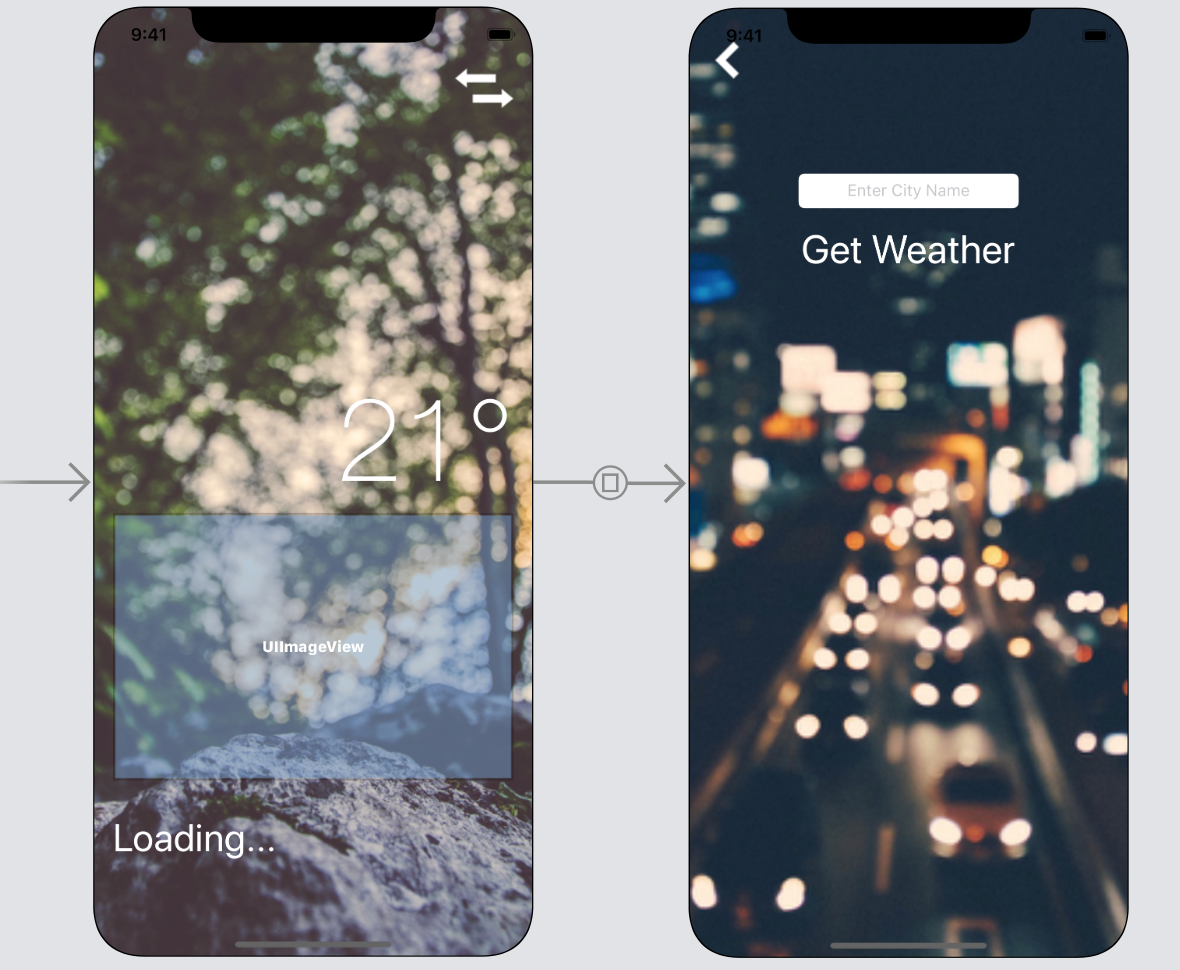 9:41
21°
UIImageView
Loading...
9:41
Enter City Name
Get Weather